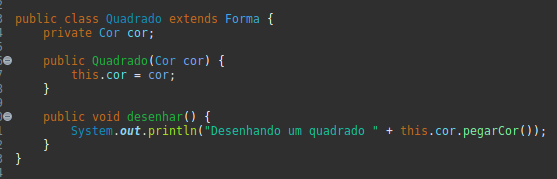 public class Quadrado extends Forma {
private Cor cor;
public Quadrado(Cor cor) {
this.cor = cor;
}
public void desenhar() {
System.out.println("Desenhando um quadrado " + this.cor.pegarCor());
}
}